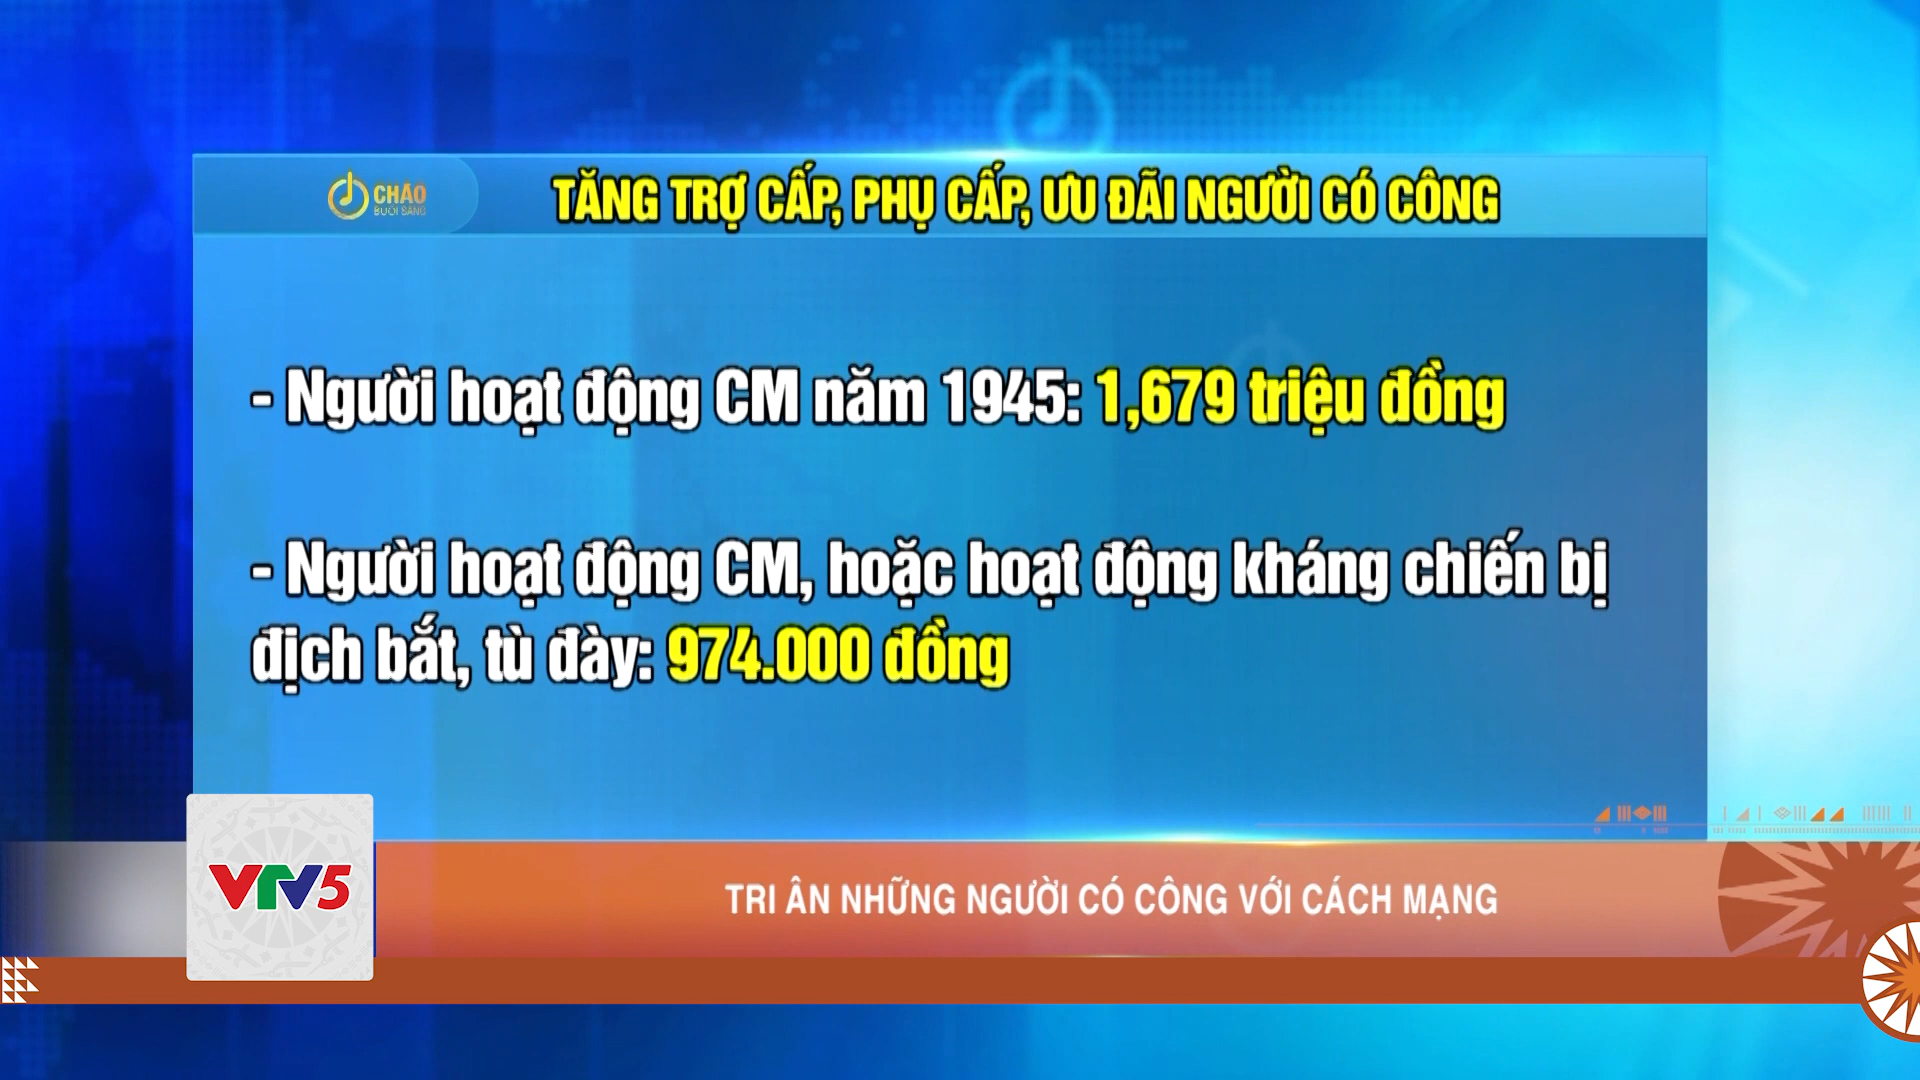 CHÀO
BUỔI SÁNG
TĂNG TRỢ CẤP, PHỤ CẤP, ƯU ĐÃI NGƯỜI CÓ CÔNG
- Người hoạt động CM năm 1945: 1,679 triệu đồng
- Người hoạt động CM, hoặc hoạt động kháng chiến bị
địch bắt, tù đày: 974.000 đồng
VTV5
TRI ÂN NHỮNG NGƯỜI CÓ CÔNG VỚI CÁCH MẠNG